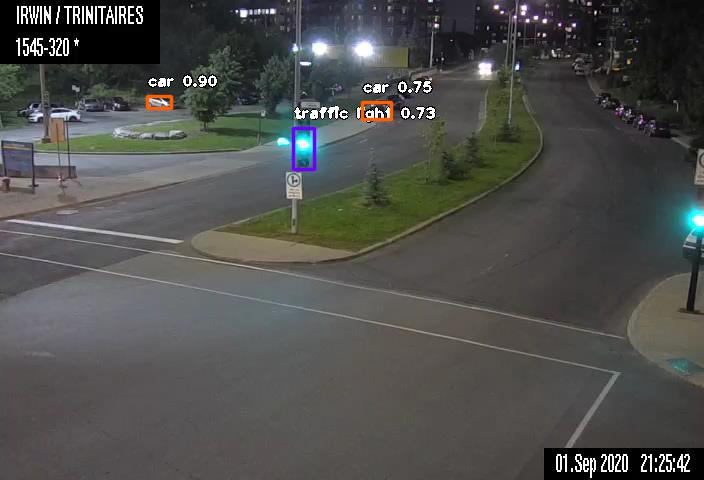 IRWIN / TRINITAIRES
1545-320 *
car 0.90
car 0.75
traffic light 0.73
01.Sep 2020 21:25:42